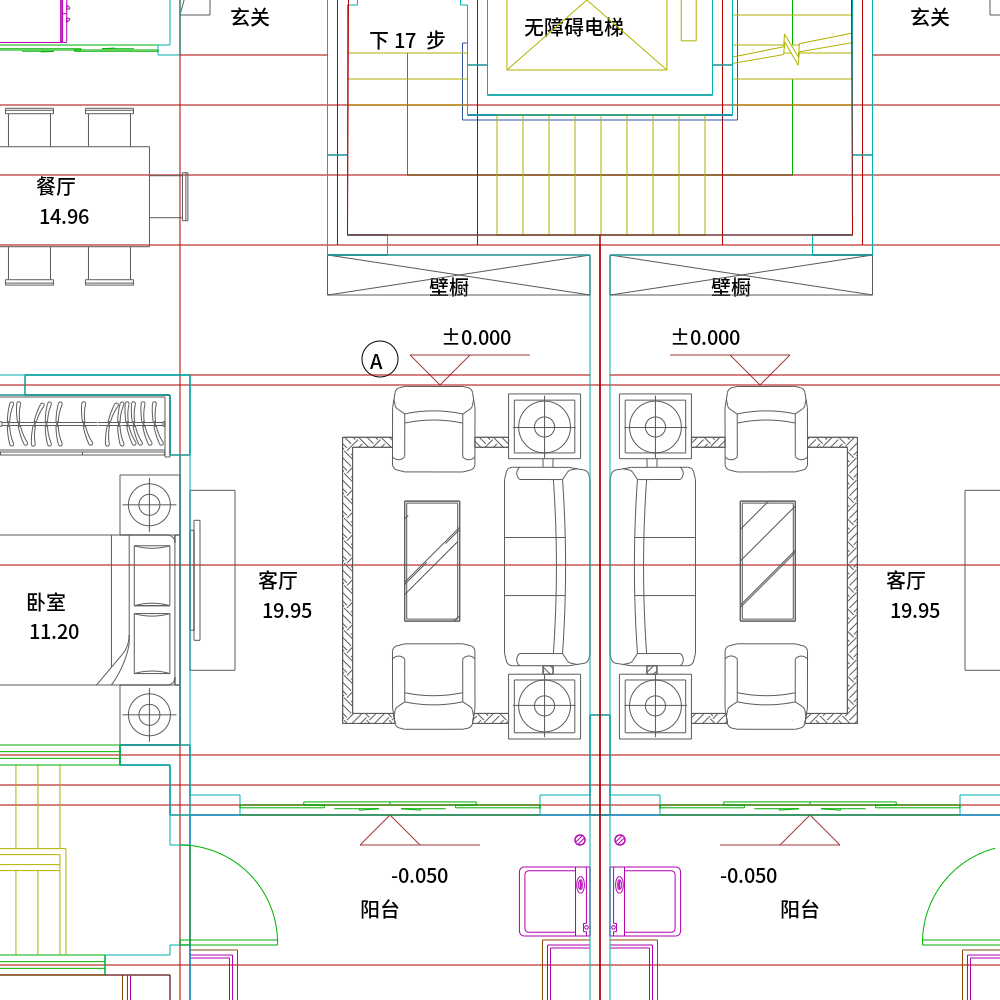 玄关
下 17 步
无障碍电梯
玄关
餐厅
14.96
壁橱
壁橱
±0.000
±0.000
A
客厅
19.95
客厅
19.95
卧室
11.20
-0.050
-0.050
阳台
阳台